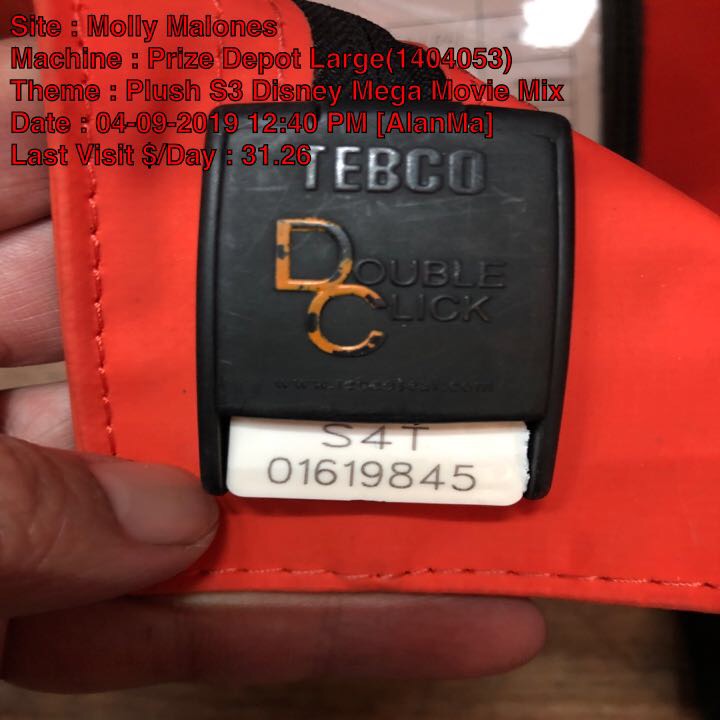 Site : Molly Malones
Machine : Prize Depot Large(1404053)
Theme : Plush S3 Disney Mega Movie Mix
Date : 04-09-2019 12:40 PM [AlanMa]
Last Visit $/Day : 31.26
TEBCO
DOUBLE
CLICK
S4T
01619845